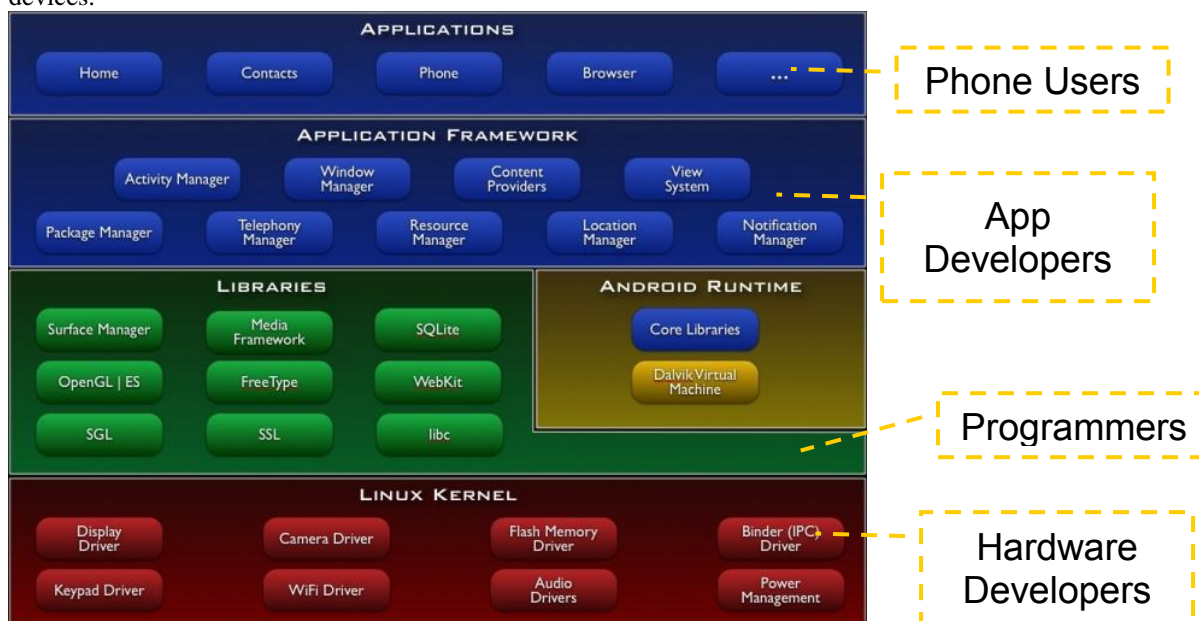 devices.
APPLICATIONS
Home Contacts Phone Browser ...
Phone Users
APPLICATION FRAMEWORK
Activity Manager
Window
Manager
Content
Providers
View
System
Package Manager
Telephony
Manager
Resource
Manager
Location
Manager
Notification
Manager
App
Developers
LIBRARIES
Surface Manager
Media
Framework
SQLite
OpenGL | ES
FreeType
WebKit
SGL
SSL
libc
ANDROID RUNTIME
Core Libraries
Dalvik Virtual
Machine
Programmers
LINUX KERNEL
Display
Driver
Camera Driver
Flash Memory
Driver
Binder (IPC)
Driver
Keypad Driver
WiFi Driver
Audio
Drivers
Power
Management
Hardware
Developers